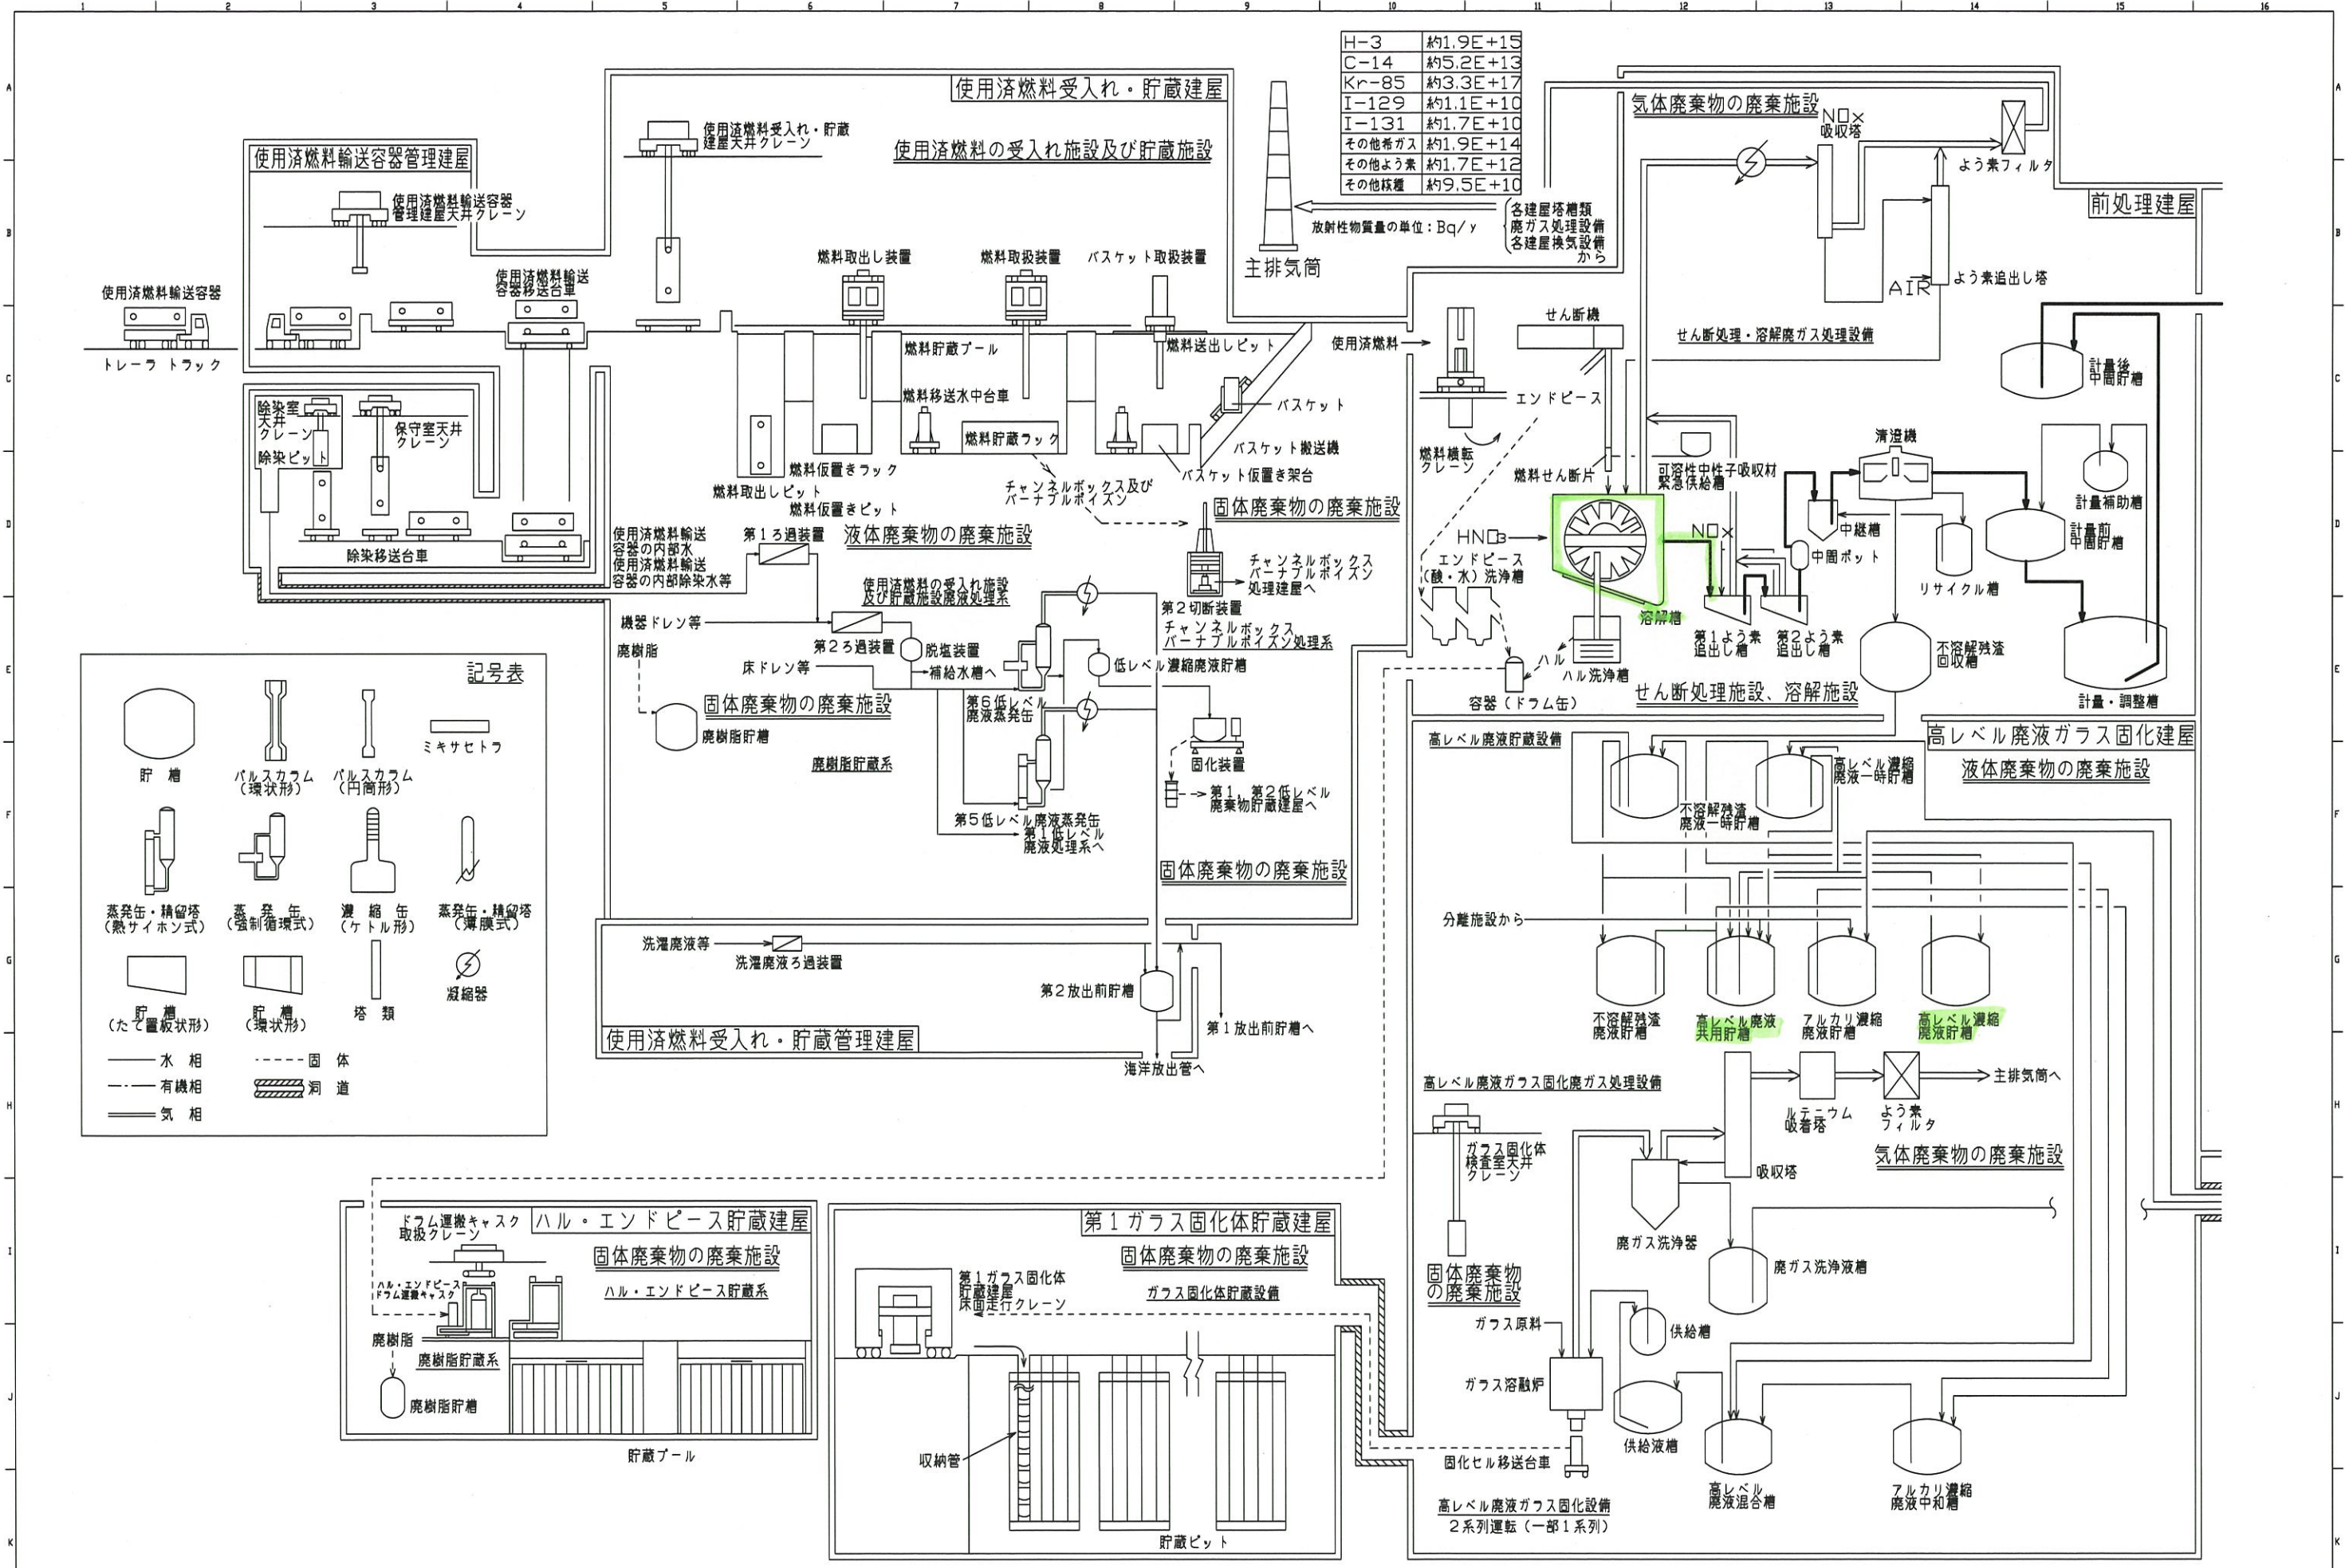 1 2 3 4 5 6 7 8 9 10 11 12 13 14 15 16
A
B
C
D
E
F
G
H
I
J
K
使用済燃料輸送容器
トレーラ トラック
使用済燃料輸送容器管理建屋
使用済燃料輸送容器
管理建屋天井クレーン
使用済燃料輸送
容器移送台車
除染室
天井
クレーン
除染ピット
保守室天井
クレーン
除染移送台車
使用済燃料受入れ・貯蔵建屋
使用済燃料の受入れ施設及び貯蔵施設
使用済燃料受入れ・貯蔵
建屋天井クレーン
燃料取出し装置
燃料取扱装置
バスケット取扱装置
燃料貯蔵プール
燃料送出しピット
燃料移送水中台車
燃料貯蔵ラック
バスケット
バスケット搬送機
バスケット仮置き架台
燃料仮置きラック
燃料取出しピット
燃料仮置きピット
チャンネルボックス及び
バーナブルポイズン
固体廃棄物の廃棄施設
液体廃棄物の廃棄施設
使用済燃料輸送
容器の内部水
使用済燃料輸送
容器の内部除染水等
第1ろ過装置
使用済燃料の受入れ施設
及び貯蔵施設廃液処理系
チャンネルボックス
バーナブルポイズン
処理建屋へ
第2切断装置
チャンネルボックス
バーナブルポイズン処理系
機器ドレン等
第2ろ過装置
脱塩装置
廃樹脂
床ドレン等
補給水槽へ
低レベル濃縮廃液貯槽
固体廃棄物の廃棄施設
廃樹脂貯槽
第6低レベル
廃液蒸発缶
廃樹脂貯蔵系
固化装置
第1，第2低レベル
廃棄物貯蔵建屋へ
第5低レベル廃液蒸発缶
第1低レベル
廃液処理系へ
固体廃棄物の廃棄施設
洗濯廃液等
洗濯廃液ろ過装置
第2放出前貯槽
第1放出前貯槽へ
使用済燃料受入れ・貯蔵管理建屋
海洋放出管へ
記号表
貯 槽
パルスカラム
（環状形）
パルスカラム
（円筒形）
ミキサセトラ
蒸発缶・精留塔
（熱サイホン式）
蒸 発 缶
（強制循環式）
濃 縮 缶
（ケトル形）
蒸発缶・精留塔
（薄膜式）
貯 槽
（たて置板状形）
貯 槽
（環状形）
塔 類
凝縮器
水 相
有機相
気 相
固 体
洞 道
H-3 約1.9E+15
C-14 約5.2E+13
Kr-85 約3.3E+17
I-129 約1.1E+10
I-131 約1.7E+10
その他希ガス 約1.9E+14
その他よう素 約1.7E+12
その他核種 約9.5E+10
放射性物質量の単位：Bq/y
各建屋塔槽類
廃ガス処理設備
各建屋換気設備
から
主排気筒
気体廃棄物の廃棄施設
NOx
吸収塔
よう素フィルタ
前処理建屋
AIR
よう素追出し塔
せん断処理・溶解廃ガス処理設備
使用済燃料
せん断機
エンドピース
燃料横転
クレーン
燃料せん断片
可溶性中性子吸収材
緊急供給槽
清澄機
計量後
中間貯槽
計量補助槽
計量前
中間貯槽
HNO3
NOx
中継槽
中間ポット
リサイクル槽
エンドピース
（酸・水）洗浄槽
溶解槽
第1よう素
追出し槽
第2よう素
追出し槽
不溶解残渣
回収槽
ハル
ハル洗浄槽
容器（ドラム缶）
せん断処理施設、溶解施設
計量・調整槽
高レベル廃液ガラス固化建屋
液体廃棄物の廃棄施設
高レベル廃液貯蔵設備
高レベル濃縮
廃液一時貯槽
不溶解残渣
廃液一時貯槽
分離施設から
不溶解残渣
廃液貯槽
高レベル廃液
共用貯槽
アルカリ濃縮
廃液貯槽
高レベル濃縮
廃液貯槽
高レベル廃液ガラス固化廃ガス処理設備
主排気筒へ
ルテニウム
吸着塔
よう素
フィルタ
ガラス固化体
検査室天井
クレーン
吸収塔
気体廃棄物の廃棄施設
廃ガス洗浄器
廃ガス洗浄液槽
固体廃棄物
の廃棄施設
ガラス原料
供給槽
ガラス溶融炉
供給液槽
固化セル移送台車
高レベル
廃液混合槽
アルカリ濃縮
廃液中和槽
高レベル廃液ガラス固化設備
2系列運転（一部1系列）
ハル・エンドピース貯蔵建屋
ドラム運搬キャスク
取扱クレーン
固体廃棄物の廃棄施設
ハル・エンドピース
ドラム運搬キャスク
ハル・エンドピース貯蔵系
廃樹脂
廃樹脂貯蔵系
廃樹脂貯槽
貯蔵プール
第1ガラス固化体貯蔵建屋
固体廃棄物の廃棄施設
第1ガラス固化体
貯蔵建屋
床面走行クレーン
ガラス固化体貯蔵設備
収納管
貯蔵ピット